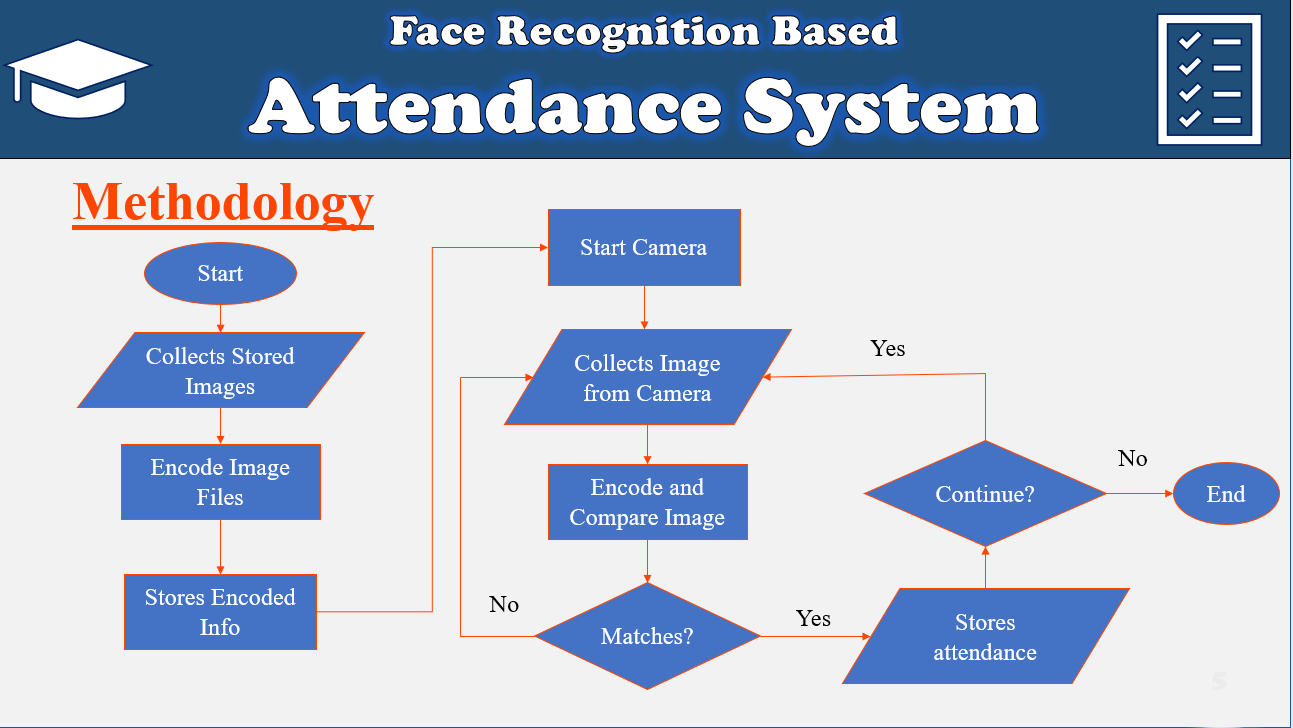 Face Recognition Based
Attendance System
Methodology
Start
Collects Stored
Images
Encode Image
Files
Stores Encoded
Info
Start Camera
Collects Image
from Camera
Encode and
Compare Image
Matches?
No
Yes
Stores
attendance
Continue?
Yes
No
End
5